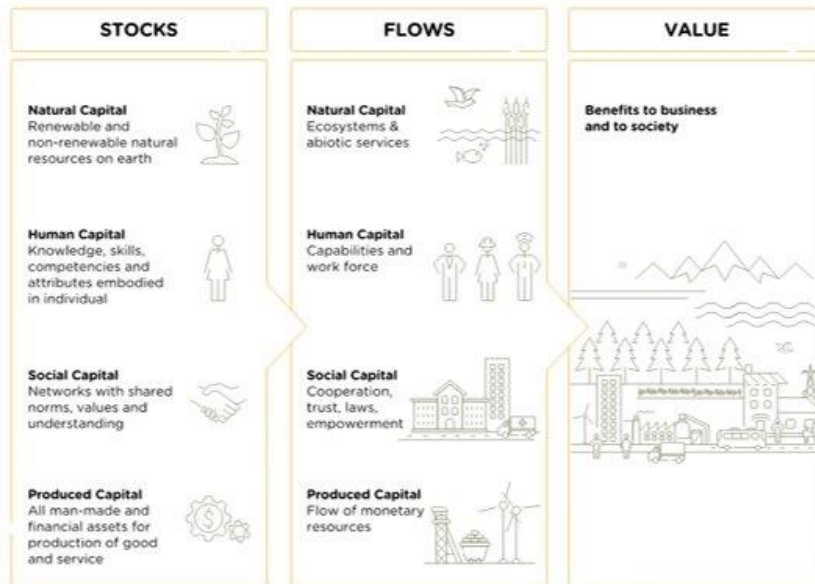 STOCKS
FLOWS
VALUE
Natural Capital
Renewable and
non-renewable natural
resources on earth
Human Capital
Knowledge, skills,
competencies and
attributes embodied
in individual
Social Capital
Networks with shared
norms, values and
understanding
Produced Capital
All man-made and
financial assets for
production of good
and service
Natural Capital
Ecosystems &
abiotic services
Human Capital
Capabilities and
work force
Social Capital
Cooperation,
trust, laws,
empowerment
Produced Capital
Flow of monetary
resources
Benefits to business
and to society